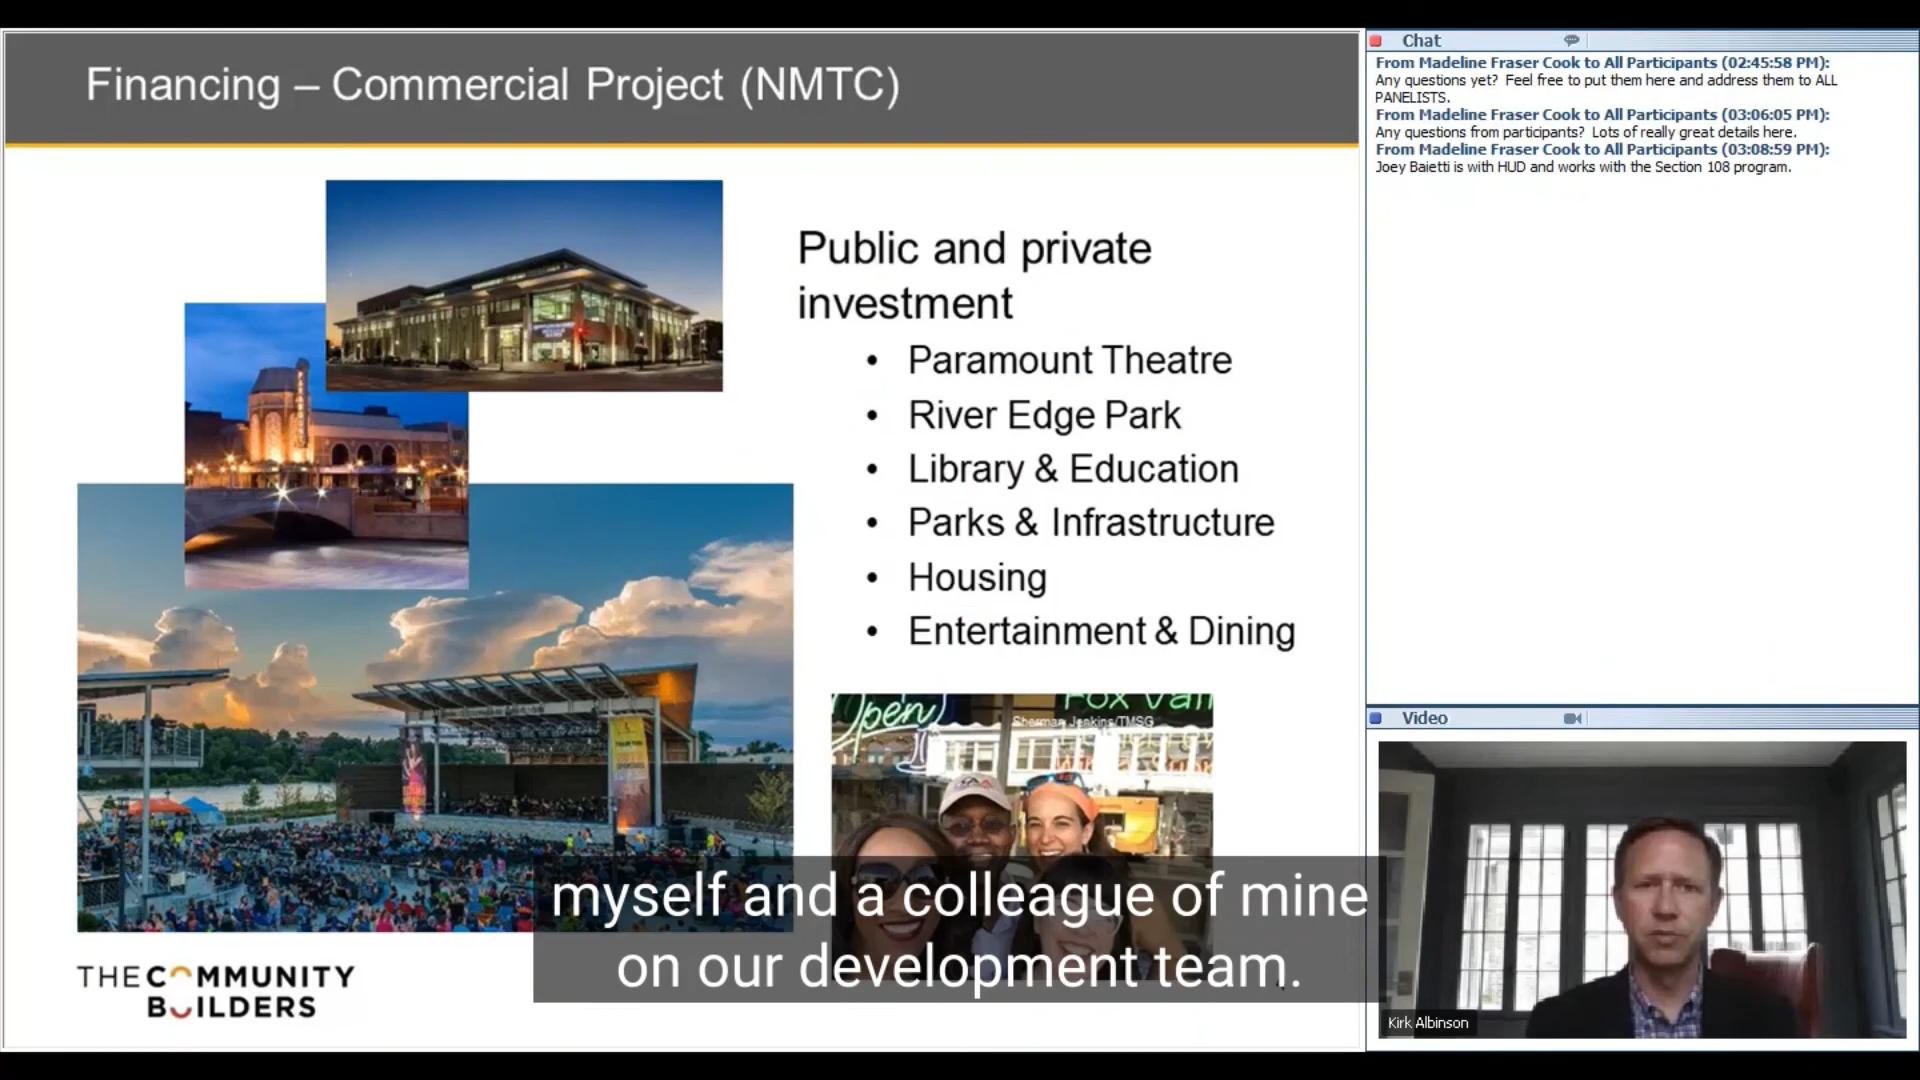 Financing – Commercial Project (NMTC)
Public and private
investment
• Paramount Theatre
• River Edge Park
• Library & Education
• Parks & Infrastructure
• Housing
• Entertainment & Dining
Open
Fox Vall
Sherman Jenkins/TMSG
myself and a colleague of mine
on our development team.
THE COMMUNITY
BUILDERS
Chat
From Madeline Fraser Cook to All Participants (02:45:58 PM):
Any questions yet? Feel free to put them here and address them to ALL
PANELISTS.
From Madeline Fraser Cook to All Participants (03:06:05 PM):
Any questions from participants? Lots of really great details here.
From Madeline Fraser Cook to All Participants (03:08:59 PM):
Joey Baietti is with HUD and works with the Section 108 program.
Video
Kirk Albinson